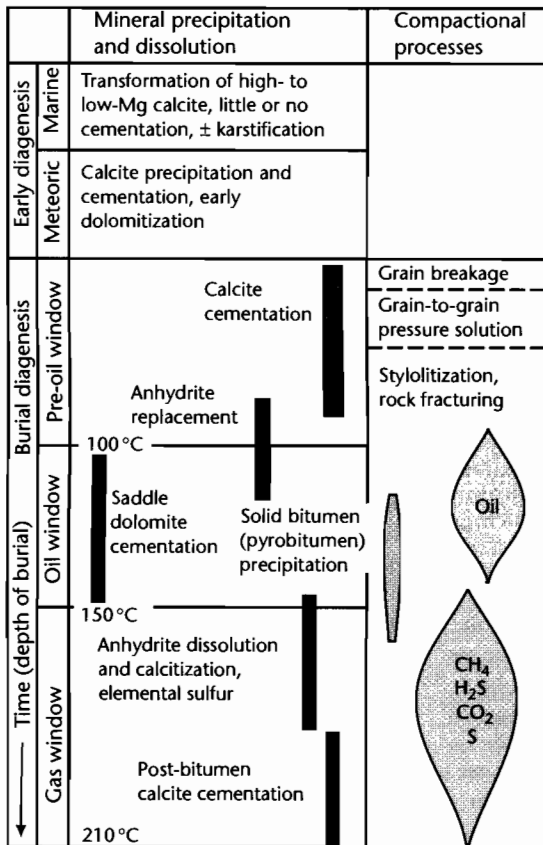 Mineral precipitation
and dissolution
Compactional
processes
Early diagenesis
Marine
Transformation of high- to
low-Mg calcite, little or no
cementation, ± karstification
Meteoric
Calcite precipitation and
cementation, early
dolomitization
Burial diagenesis
Time (depth of burial)
Pre-oil window
Calcite
cementation
Anhydrite
replacement
100 °C
Grain breakage
Grain-to-grain
pressure solution
Stylolitization,
rock fracturing
Oil window
Saddle
dolomite
cementation
Solid bitumen
(pyrobitumen)
precipitation
150 °C
Oil
Gas window
Anhydrite dissolution
and calcitization,
elemental sulfur
Post-bitumen
calcite cementation
210 °C
CH₄
H₂S
CO₂
S